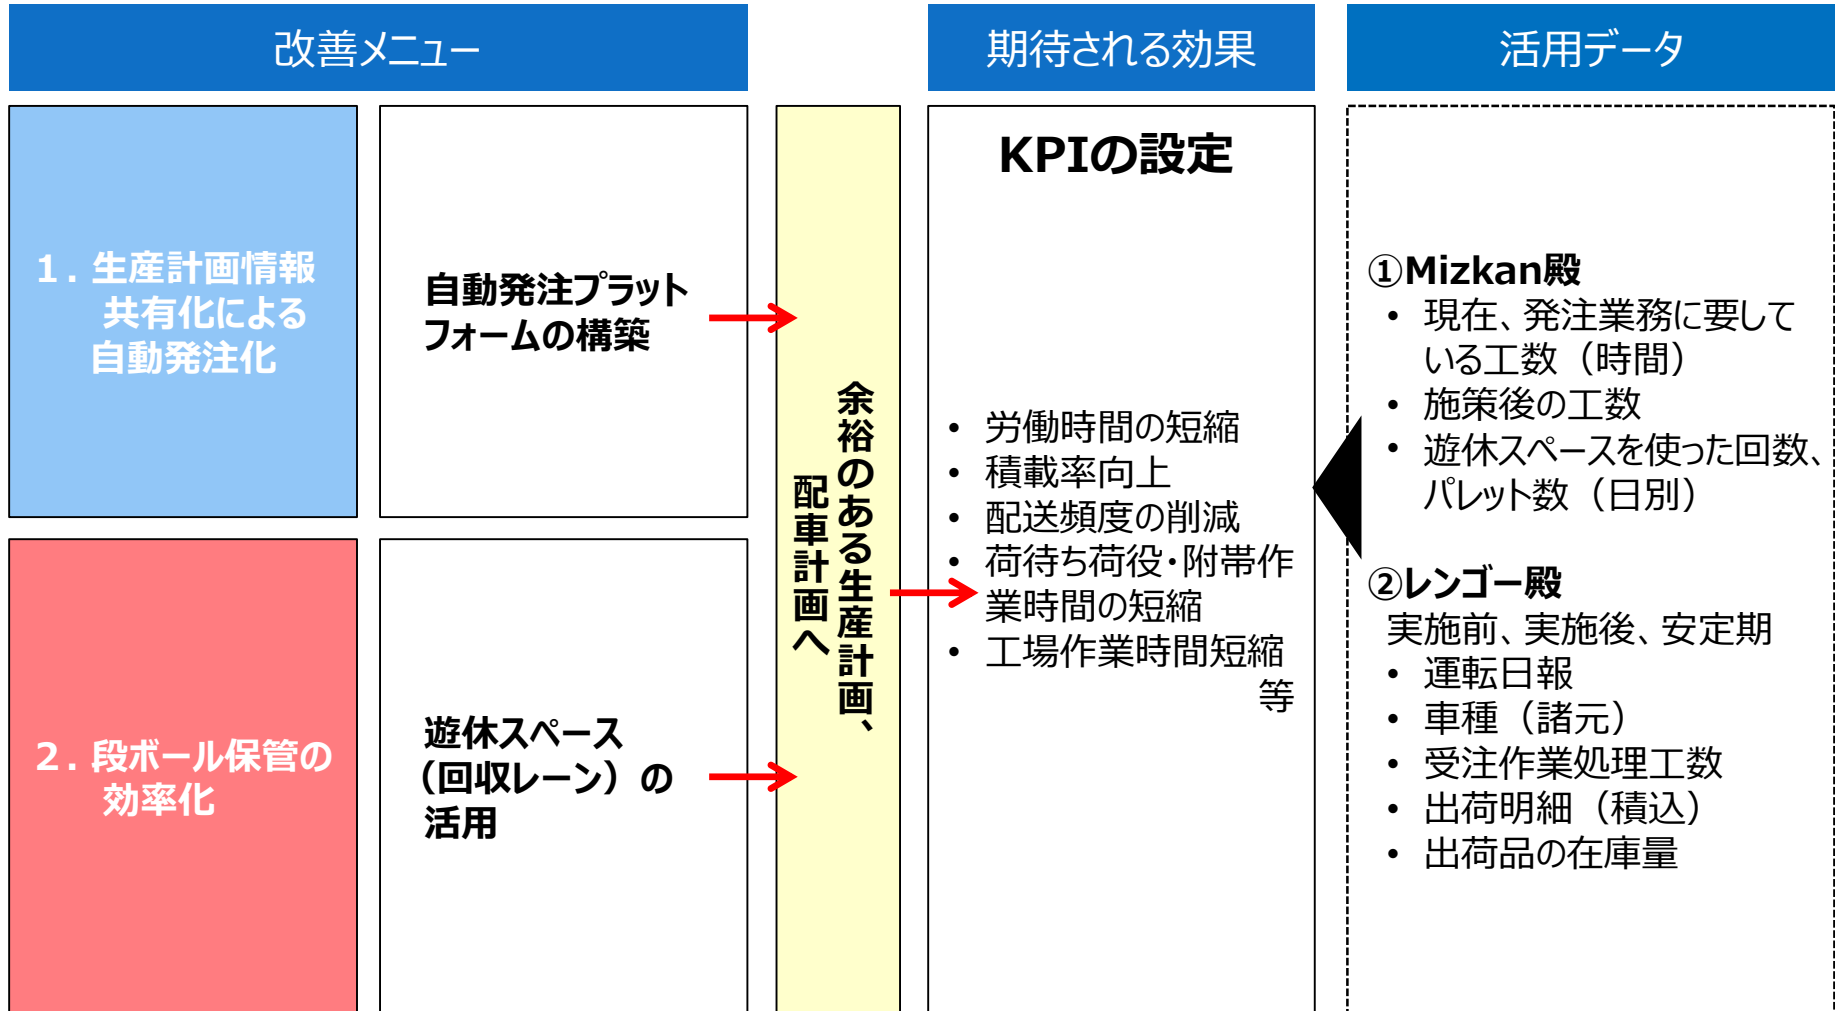 改善メニュー
期待される効果
活用データ
１．生産計画情報
共有化による
自動発注化
自動発注プラット
フォームの構築
２．段ボール保管の
効率化
遊休スペース
（回収レーン）の
活用
余裕のある生産計画、
配車計画へ
KPIの設定
• 労働時間の短縮
• 積載率向上
• 配送頻度の削減
• 荷待ち荷役・附帯作
業時間の短縮
• 工場作業時間短縮
等
①Mizkan殿
• 現在、発注業務に要して
いる工数（時間）
• 施策後の工数
• 遊休スペースを使った回数、
パレット数（日別）
②レンゴー殿
実施前、実施後、安定期
• 運転日報
• 車種（諸元）
• 受注作業処理工数
• 出荷明細（積込）
• 出荷品の在庫量